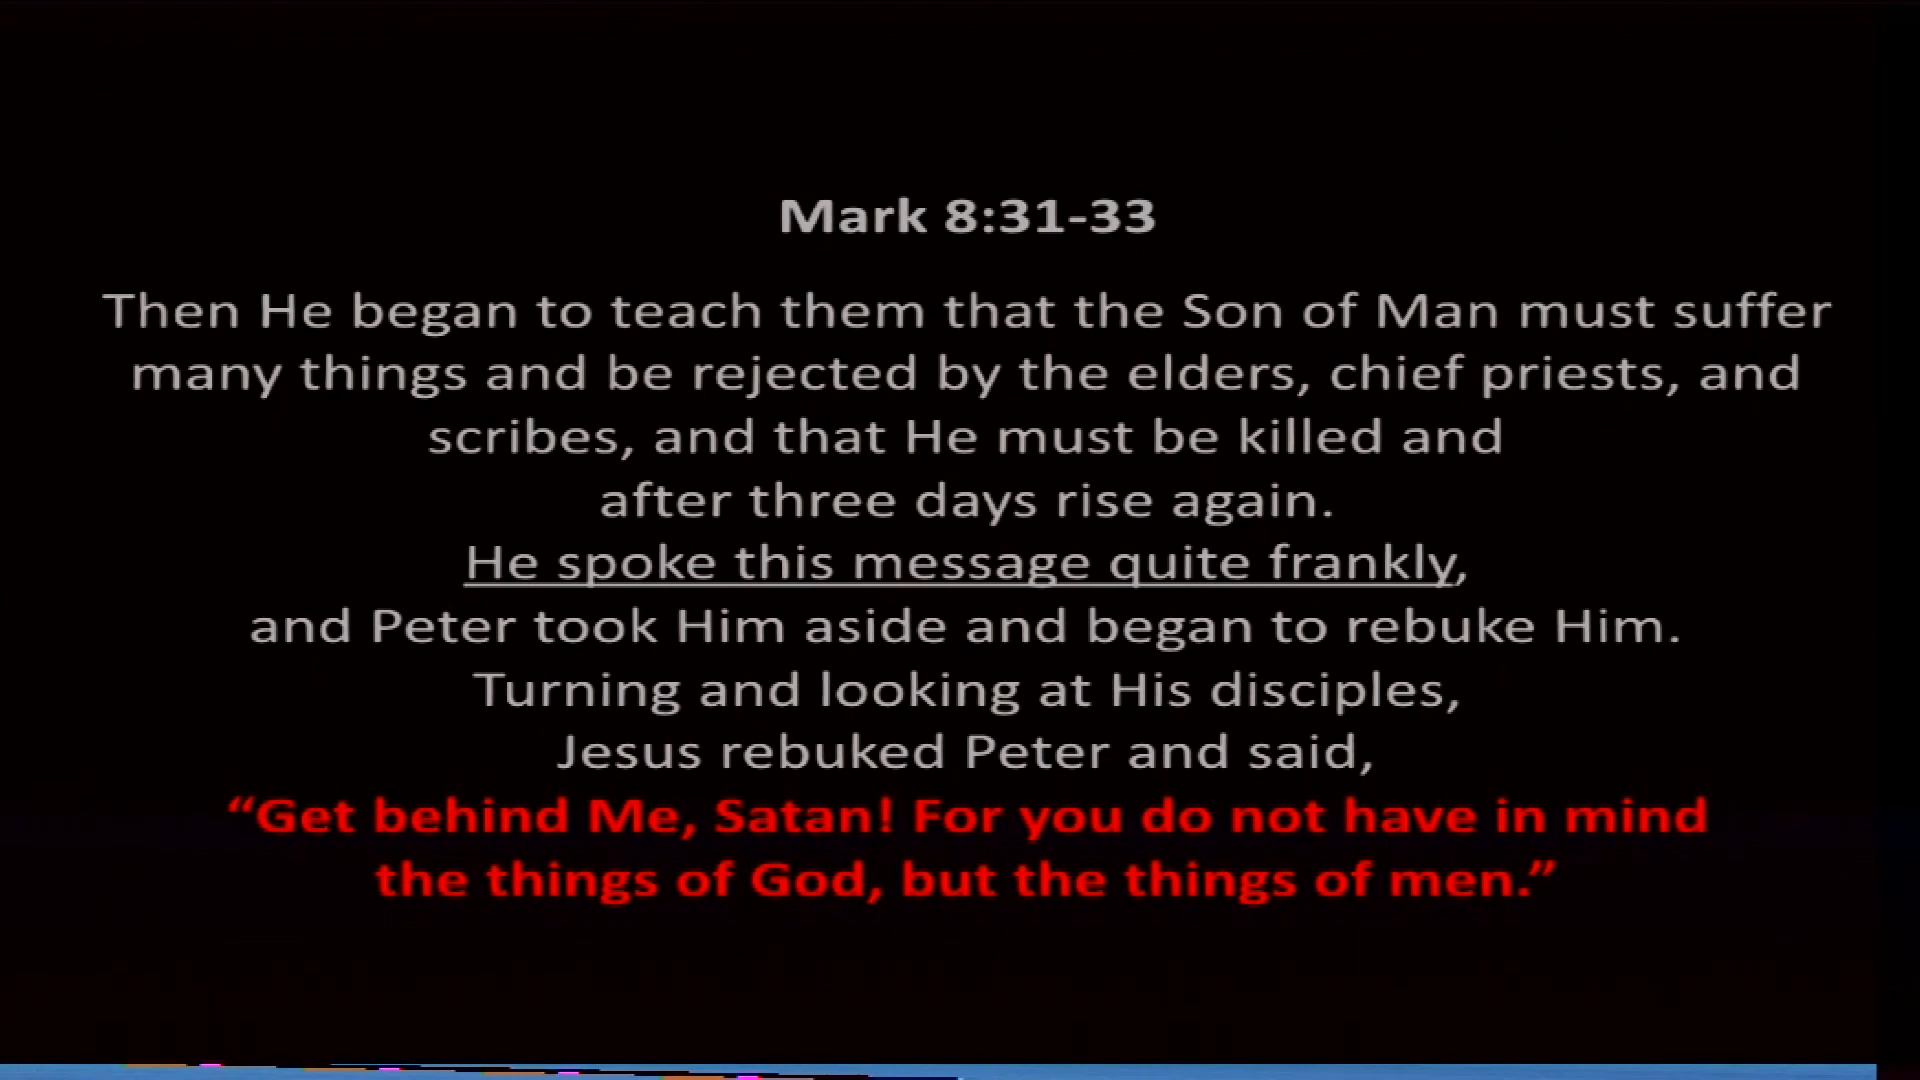 Mark 8:31-33
Then He began to teach them that the Son of Man must suffer
many things and be rejected by the elders, chief priests, and
scribes, and that He must be killed and
after three days rise again.
He spoke this message quite frankly,
and Peter took Him aside and began to rebuke Him.
Turning and looking at His disciples,
Jesus rebuked Peter and said,
“Get behind Me, Satan! For you do not have in mind
the things of God, but the things of men.”